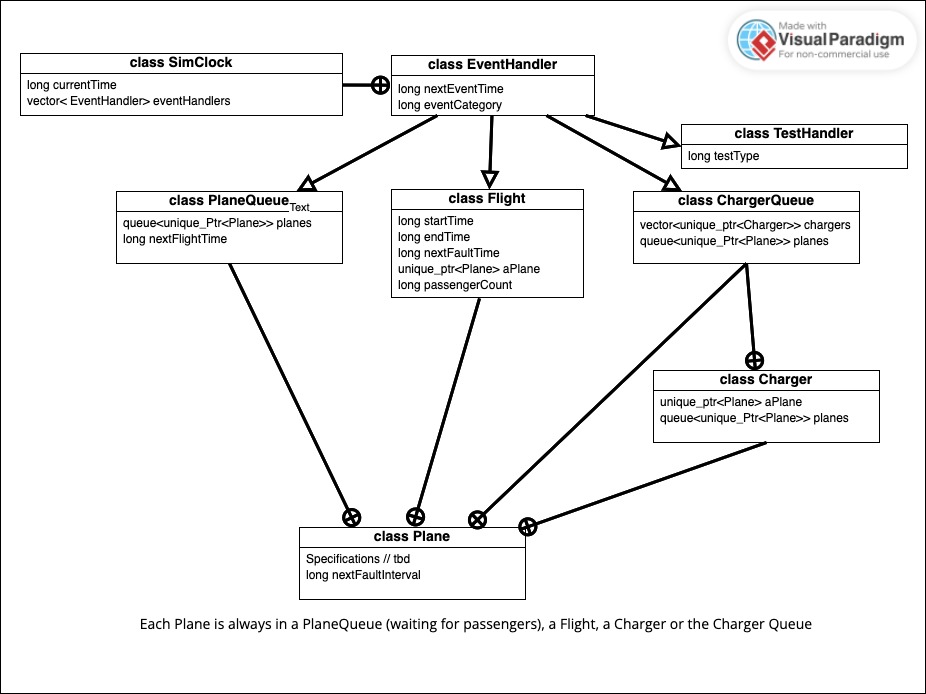 Made with
VisualParadigm
For non-commercial use
class SimClock
long currentTime
vector< EventHandler> eventHandlers
class EventHandler
long nextEventTime
long eventCategory
class TestHandler
long testType
class PlaneQueue
Text
queue<unique_Ptr<Plane>> planes
long nextFlightTime
class Flight
long startTime
long endTime
long nextFaultTime
unique_ptr<Plane> aPlane
long passengerCount
class ChargerQueue
vector<unique_ptr<Charger>> chargers
queue<unique_Ptr<Plane>> planes
class Charger
unique_ptr<Plane> aPlane
queue<unique_Ptr<Plane>> planes
class Plane
Specifications // tbd
long nextFaultInterval
Each Plane is always in a PlaneQueue (waiting for passengers), a Flight, a Charger or the Charger Queue